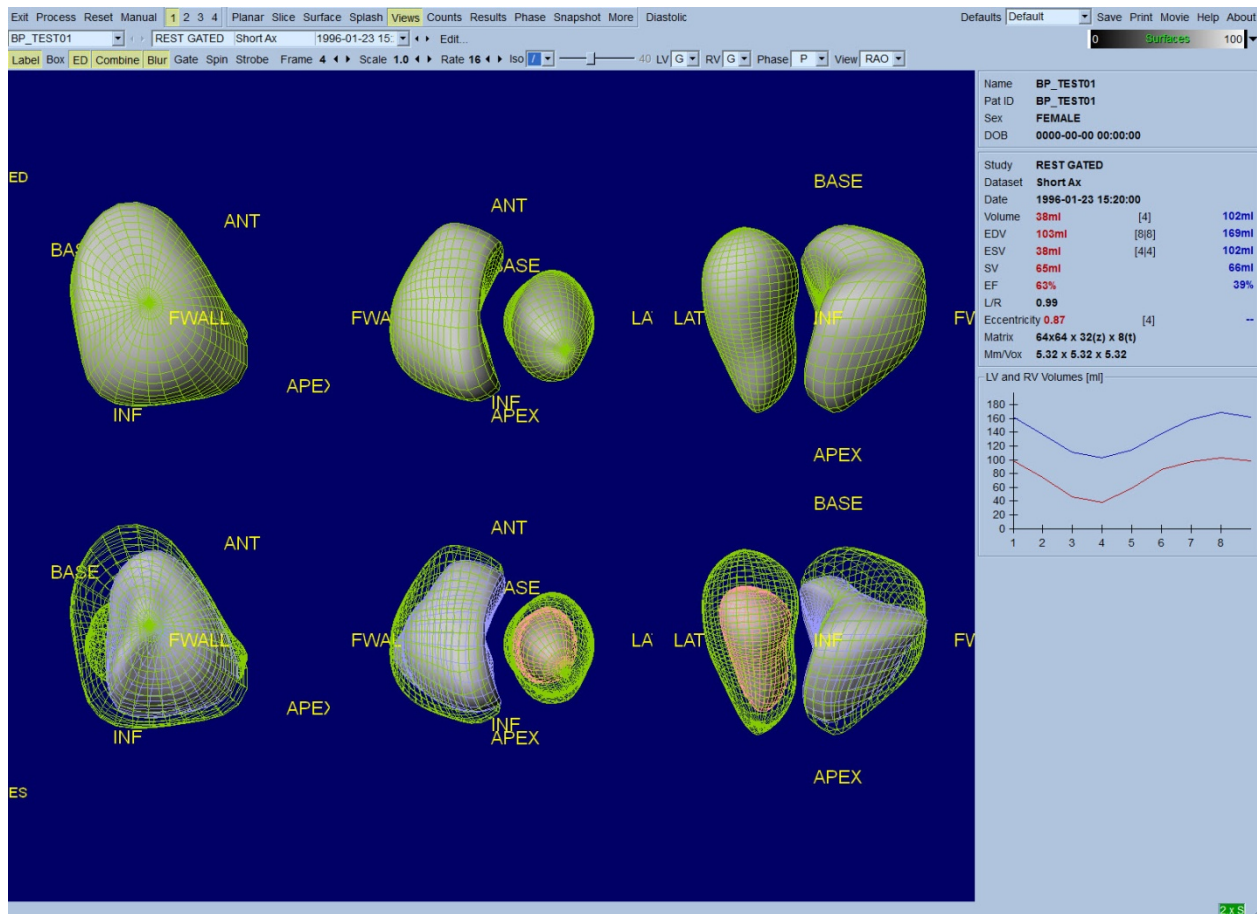 Exit Process Reset Manual 1 2 3 4 Planar Slice Surface Splash Views Counts Results Phase Snapshot More Diastolic Defaults Default Save Print Movie Help About
BP_TEST01 REST GATED Short Ax 1996-01-23 15: Edit... 0 Surfaces 100
Label Box ED Combine Blur Gate Spin Strobe Frame 4 Scale 1.0 Rate 16 Iso / 40 LV G RV G Phase P View RAO
Name BP_TEST01
Pat ID BP_TEST01
Sex FEMALE
DOB 0000-00-00 00:00:00
Study REST GATED
Dataset Short Ax
Date 1996-01-23 15:20:00
Volume 38ml [4] 102ml
EDV 103ml [8|8] 169ml
ESV 38ml [4|4] 102ml
SV 65ml 66ml
EF 63% 39%
L/R 0.99
Eccentricity 0.87 [4] --
Matrix 64x64 x 32(z) x 8(t)
Mm/Vox 5.32 x 5.32 x 5.32
LV and RV Volumes [ml]
180
160
140
120
100
80
60
40
20
0
1 2 3 4 5 6 7 8
ED
ANT
BAS
FWALL
APEX
INF
ANT
BASE
FWA
LA
INF
APEX
BASE
LAT
INF
FW
APEX
ANT
BASE
FWALL
APEX
INF
ANT
BASE
FWAL
LA
INF
APEX
BASE
LAT
INF
FW
APEX
ES
2 x S